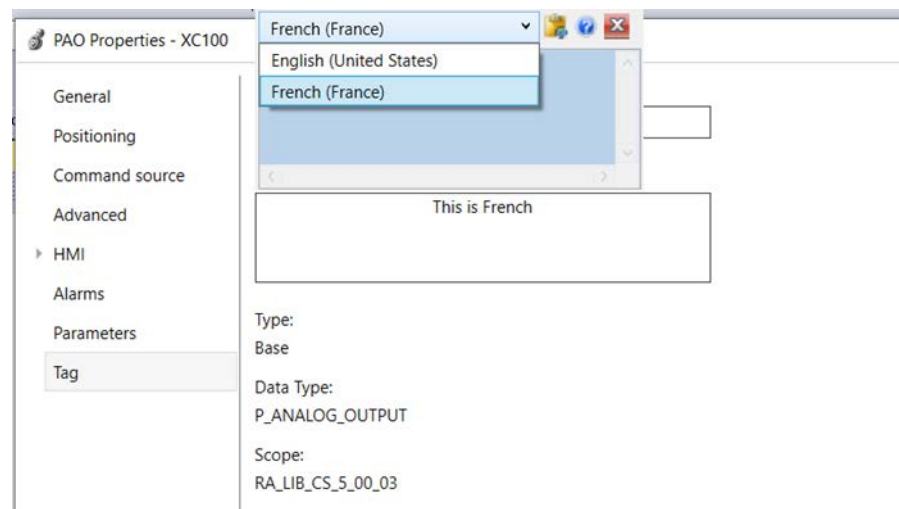 PAO Properties - XC100
French (France)
English (United States)
French (France)
General
Positioning
Command source
Advanced
HMI
Alarms
Parameters
Tag
This is French
Type:
Base
Data Type:
P_ANALOG_OUTPUT
Scope:
RA_LIB_CS_5_00_03